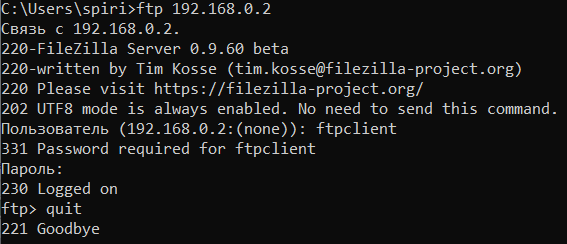 C:\Users\spiri>ftp 192.168.0.2
Связь с 192.168.0.2.
220-FileZilla Server 0.9.60 beta
220-written by Tim Kosse (tim.kosse@filezilla-project.org)
220 Please visit https://filezilla-project.org/
202 UTF8 mode is always enabled. No need to send this command.
Пользователь (192.168.0.2:(none)): ftpclient
331 Password required for ftpclient
Пароль:
230 Logged on
ftp> quit
221 Goodbye